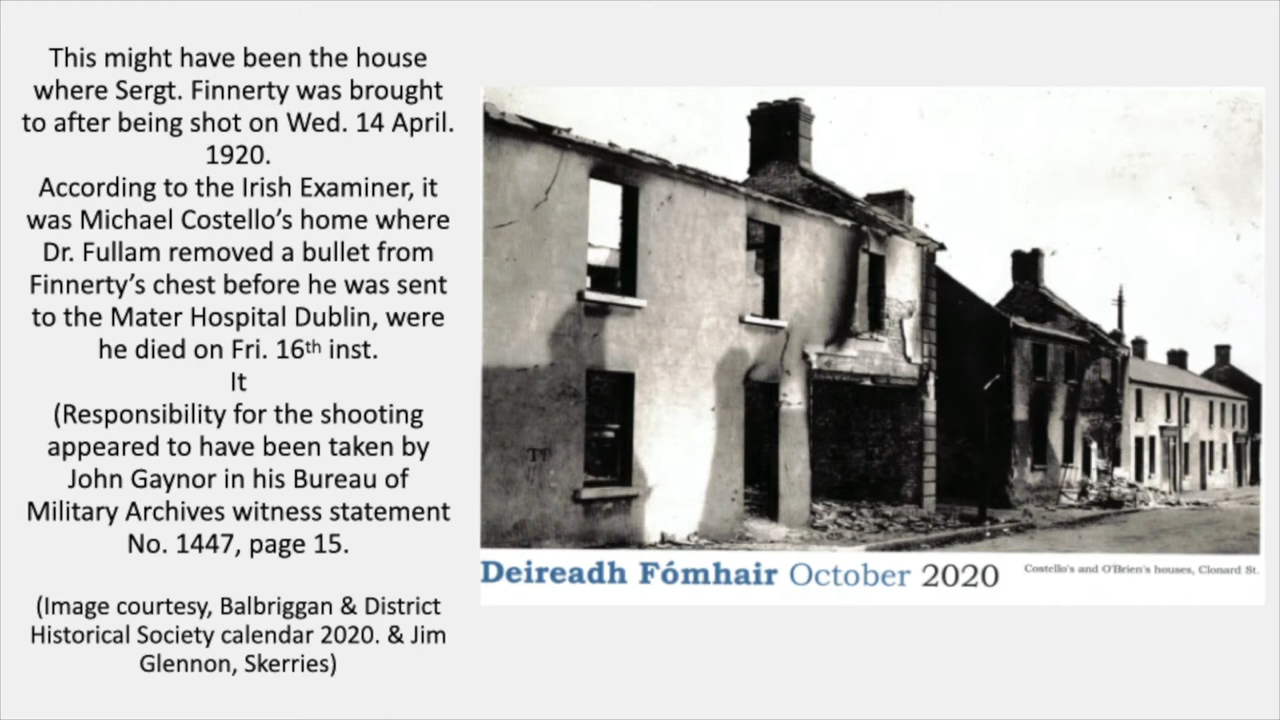 This might have been the house
where Sergt. Finnerty was brought
to after being shot on Wed. 14 April.
1920.
According to the Irish Examiner, it
was Michael Costello’s home where
Dr. Fullam removed a bullet from
Finnerty’s chest before he was sent
to the Mater Hospital Dublin, were
he died on Fri. 16th inst.
It
(Responsibility for the shooting
appeared to have been taken by
John Gaynor in his Bureau of
Military Archives witness statement
No. 1447, page 15.
(Image courtesy, Balbriggan & District
Historical Society calendar 2020. & Jim
Glennon, Skerries)
Deireadh Fómhair October 2020
Costello's and O'Brien's houses, Clonard St.